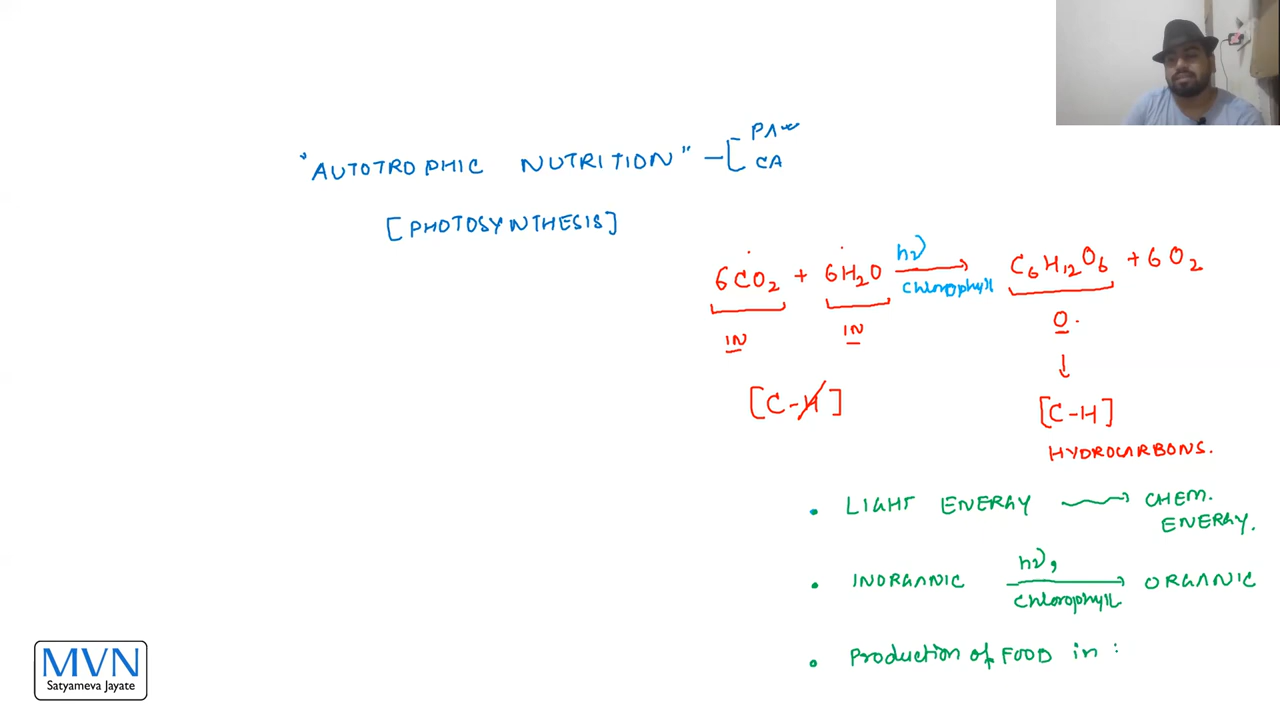 "AUTOTROPHIC NUTRITION" — [ PA
CA
[PHOTOSYNTHESIS]
6CO₂ + 6H₂O hν chlorophyll → C₆H₁₂O₆ + 6O₂
IN IN O.
↓
[C-H] [C-H]
HYDROCARBONS.
• LIGHT ENERGY → CHEM. ENERGY.
• INORGANIC hν, chlorophyll → ORGANIC
• Production of FOOD in :
MVN
Satyameva Jayate